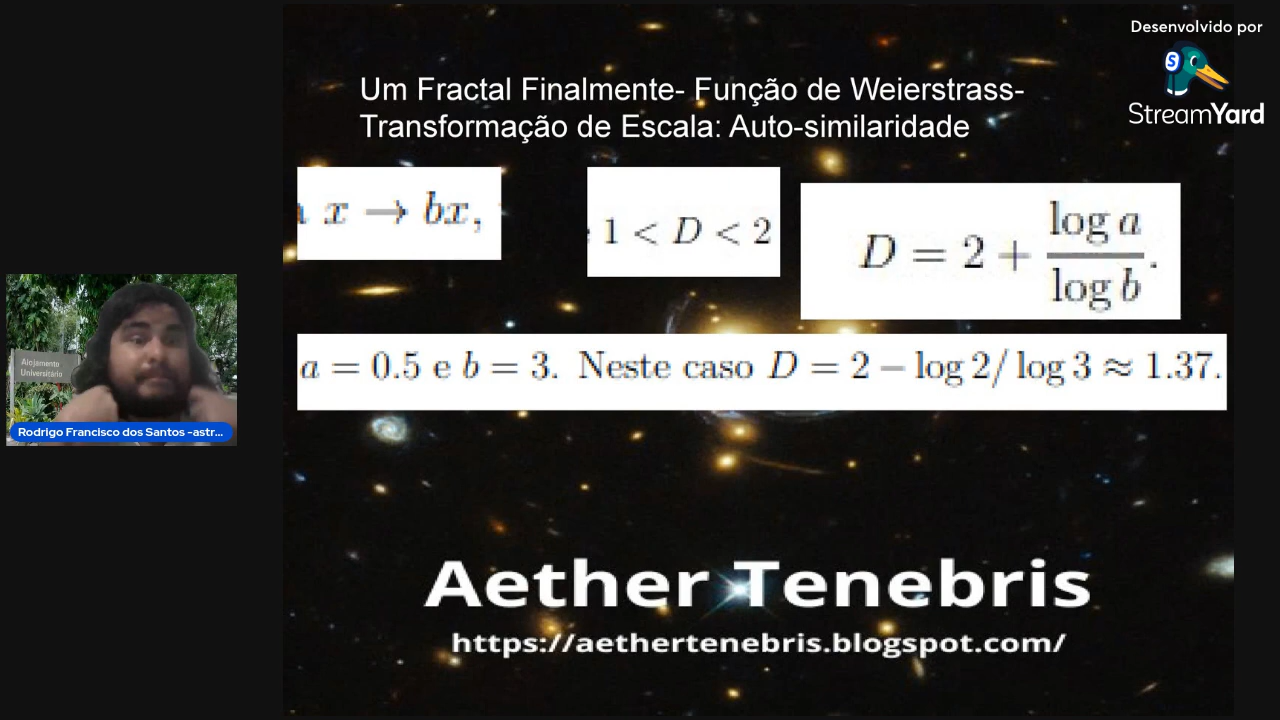 Desenvolvido por
StreamYard
Um Fractal Finalmente- Função de Weierstrass-
Transformação de Escala: Auto-similaridade
x → bx,
1 < D < 2
D = 2 + log a / log b.
a = 0.5 e b = 3. Neste caso D = 2 − log 2/ log 3 ≈ 1.37.
Alojamento
Universitário
Rodrigo Francisco dos Santos -astr...
Aether Tenebris
https://aethertenebris.blogspot.com/